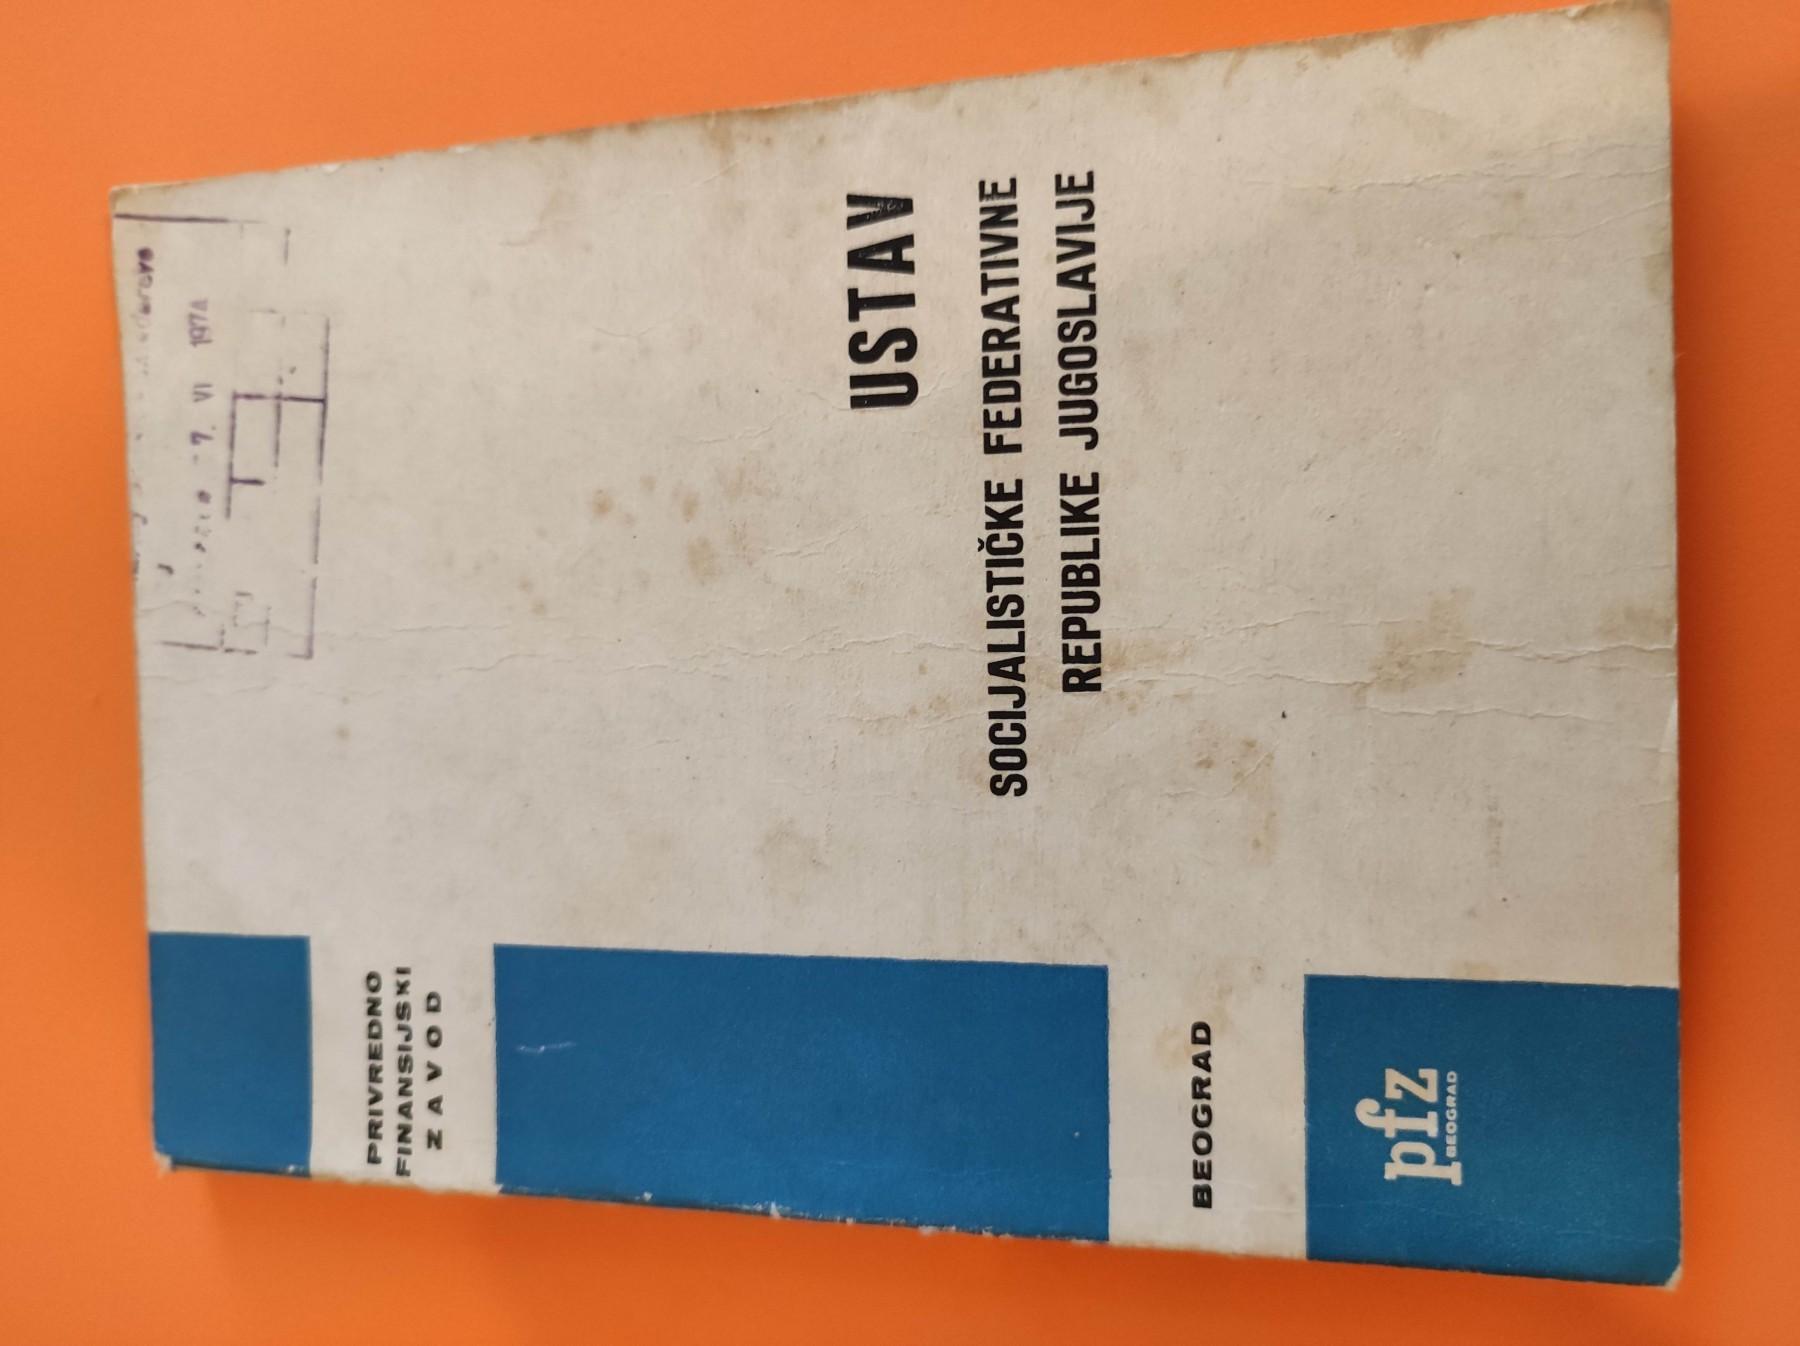 - 7. VI 1974
PRIVREDNO
FINANSIJSKI
ZAVOD
USTAV
SOCIJALISTIČKE FEDERATIVNE
REPUBLIKE JUGOSLAVIJE
BEOGRAD
pfz
BEOGRAD